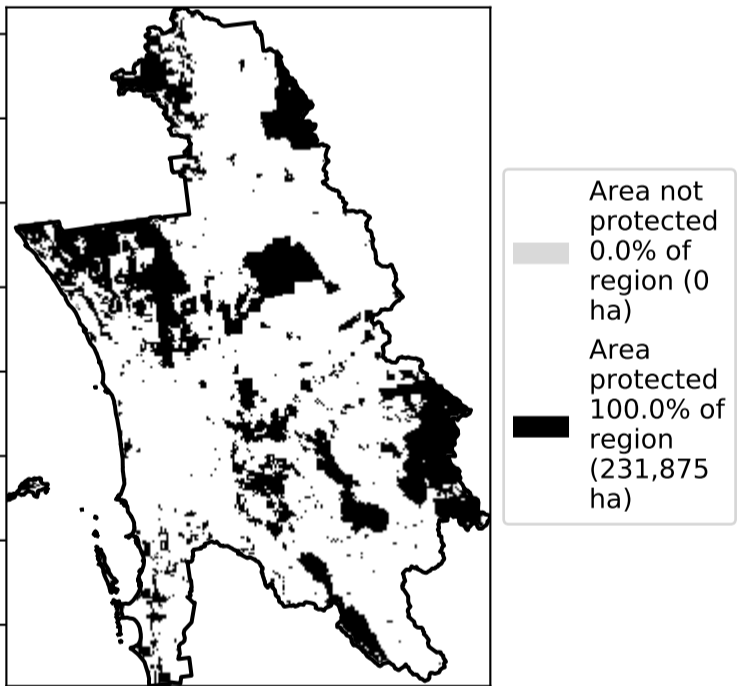 Area not
protected
0.0% of
region (0
ha)
Area
protected
100.0% of
region
(231,875
ha)